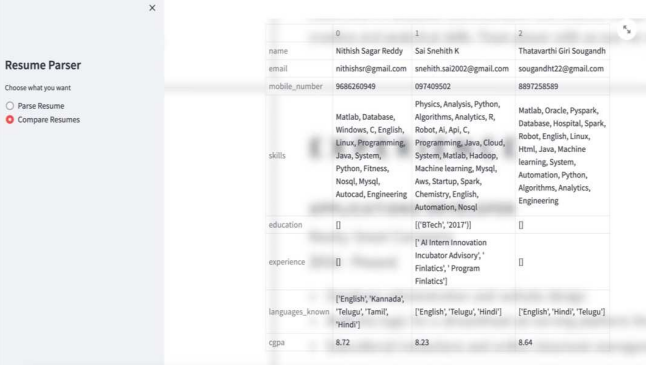 Resume Parser
Choose what you want
Parse Resume
Compare Resumes
0 1 2
name Nithish Sagar Reddy Sai Snehith K Thatavarthi Giri Sougandh
email nithishsr@gmail.com snehith.sai2002@gmail.com sougandht22@gmail.com
mobile_number 9686260949 097409502 8897258589
skills
Matlab, Database,
Windows, C, English,
Linux, Programming,
Java, System,
Python, Fitness,
Nosql, Mysql,
Autocad, Engineering
Physics, Analysis, Python,
Algorithms, Analytics, R,
Robot, Ai, Api, C,
Programming, Java, Cloud,
System, Matlab, Hadoop,
Machine learning, Mysql,
Aws, Startup, Spark,
Chemistry, English,
Automation, Nosql
Matlab, Oracle, Pyspark,
Database, Hospital, Spark,
Robot, English, Linux,
Html, Java, Machine
learning, System,
Automation, Python,
Algorithms, Analytics,
Engineering
education [] [('BTech', '2017')] []
experience
[]
[' AI Intern Innovation
Incubator Advisory', '
Finlatics', ' Program
Finlatics']
[]
languages_known
['English', 'Kannada',
'Telugu', 'Tamil',
'Hindi']
['English', 'Telugu', 'Hindi']
['English', 'Hindi', 'Telugu']
cgpa 8.72 8.23 8.64